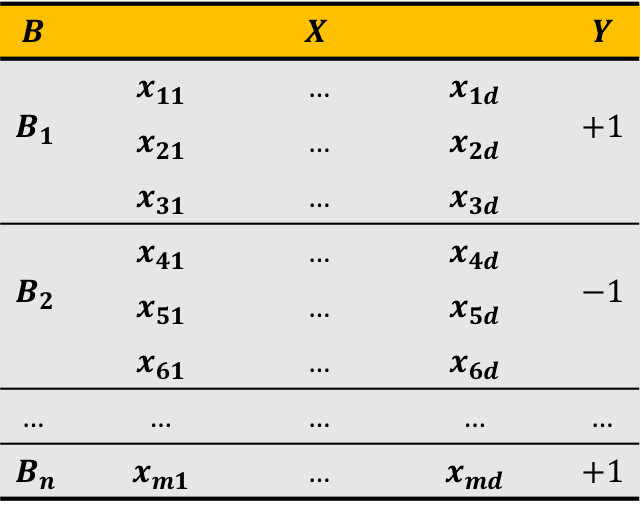 B X Y
x11 ... x1d
B1 +1
x21 ... x2d
x31 ... x3d
x41 ... x4d
B2 −1
x51 ... x5d
x61 ... x6d
... ... ... ... ...
Bn xm1 ... xmd +1